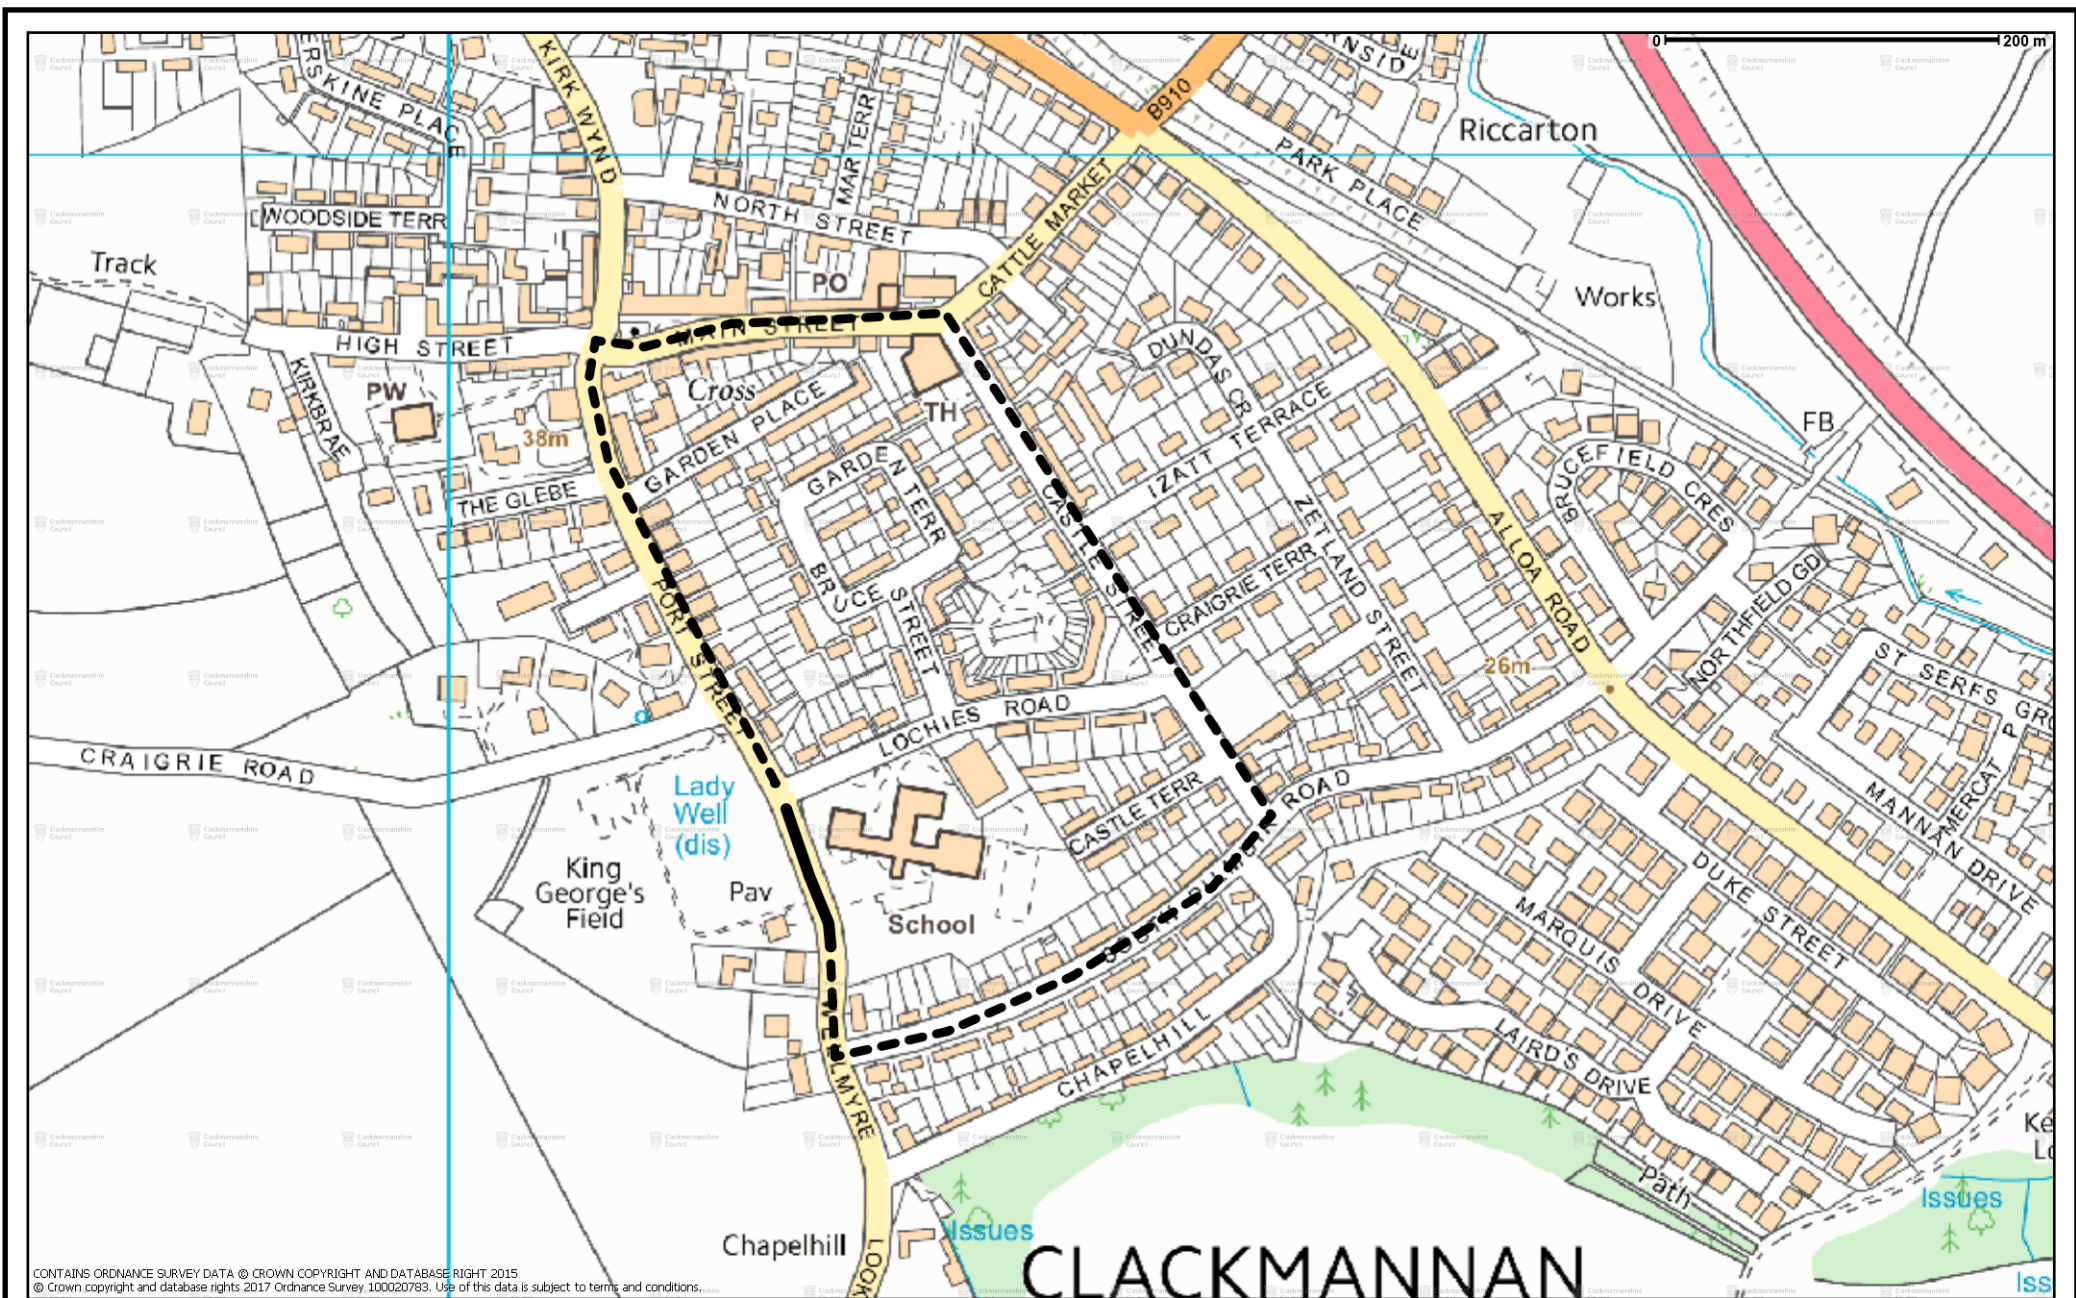 0 200 m
KIRK WYND
B910
RNSIDE
ERSKINE PLACE
MAR TERR
PARK PLACE
Riccarton
WOODSIDE TERR
NORTH STREET
CATTLE MARKET
Track
PO
Works
HIGH STREET
MAIN STREET
DUNDAS CR
KIRKBRAE
PW
Cross
TH
38m
GARDEN PLACE
IZATT TERRACE
FB
THE GLEBE
GARDEN TERR
BRUCEFIELD CRES
CASTLE STREET
ZETLAND STREET
ALLOA ROAD
PORT STREET
BRUCE STREET
CRAIGRIE TERR
NORTHFIELD GD
26m
ST SERFS GRO
LOCHIES ROAD
CRAIGRIE ROAD
Lady
Well
(dis)
CASTLE TERR
ROAD
MERCAT P
MANNAN DRIVE
King
George's
Field
Pav
School
DUKE STREET
MARQUIS DRIVE
CHAPELHILL
LAIRD'S DRIVE
WELLMYRE
Ke
Lo
Path
Issues
Chapelhill
Issues
LOOK
CLACKMANNAN
Iss
CONTAINS ORDNANCE SURVEY DATA © CROWN COPYRIGHT AND DATABASE RIGHT 2015
© Crown copyright and database rights 2017 Ordnance Survey 100020783. Use of this data is subject to terms and conditions.
Clackmannanshire
Council